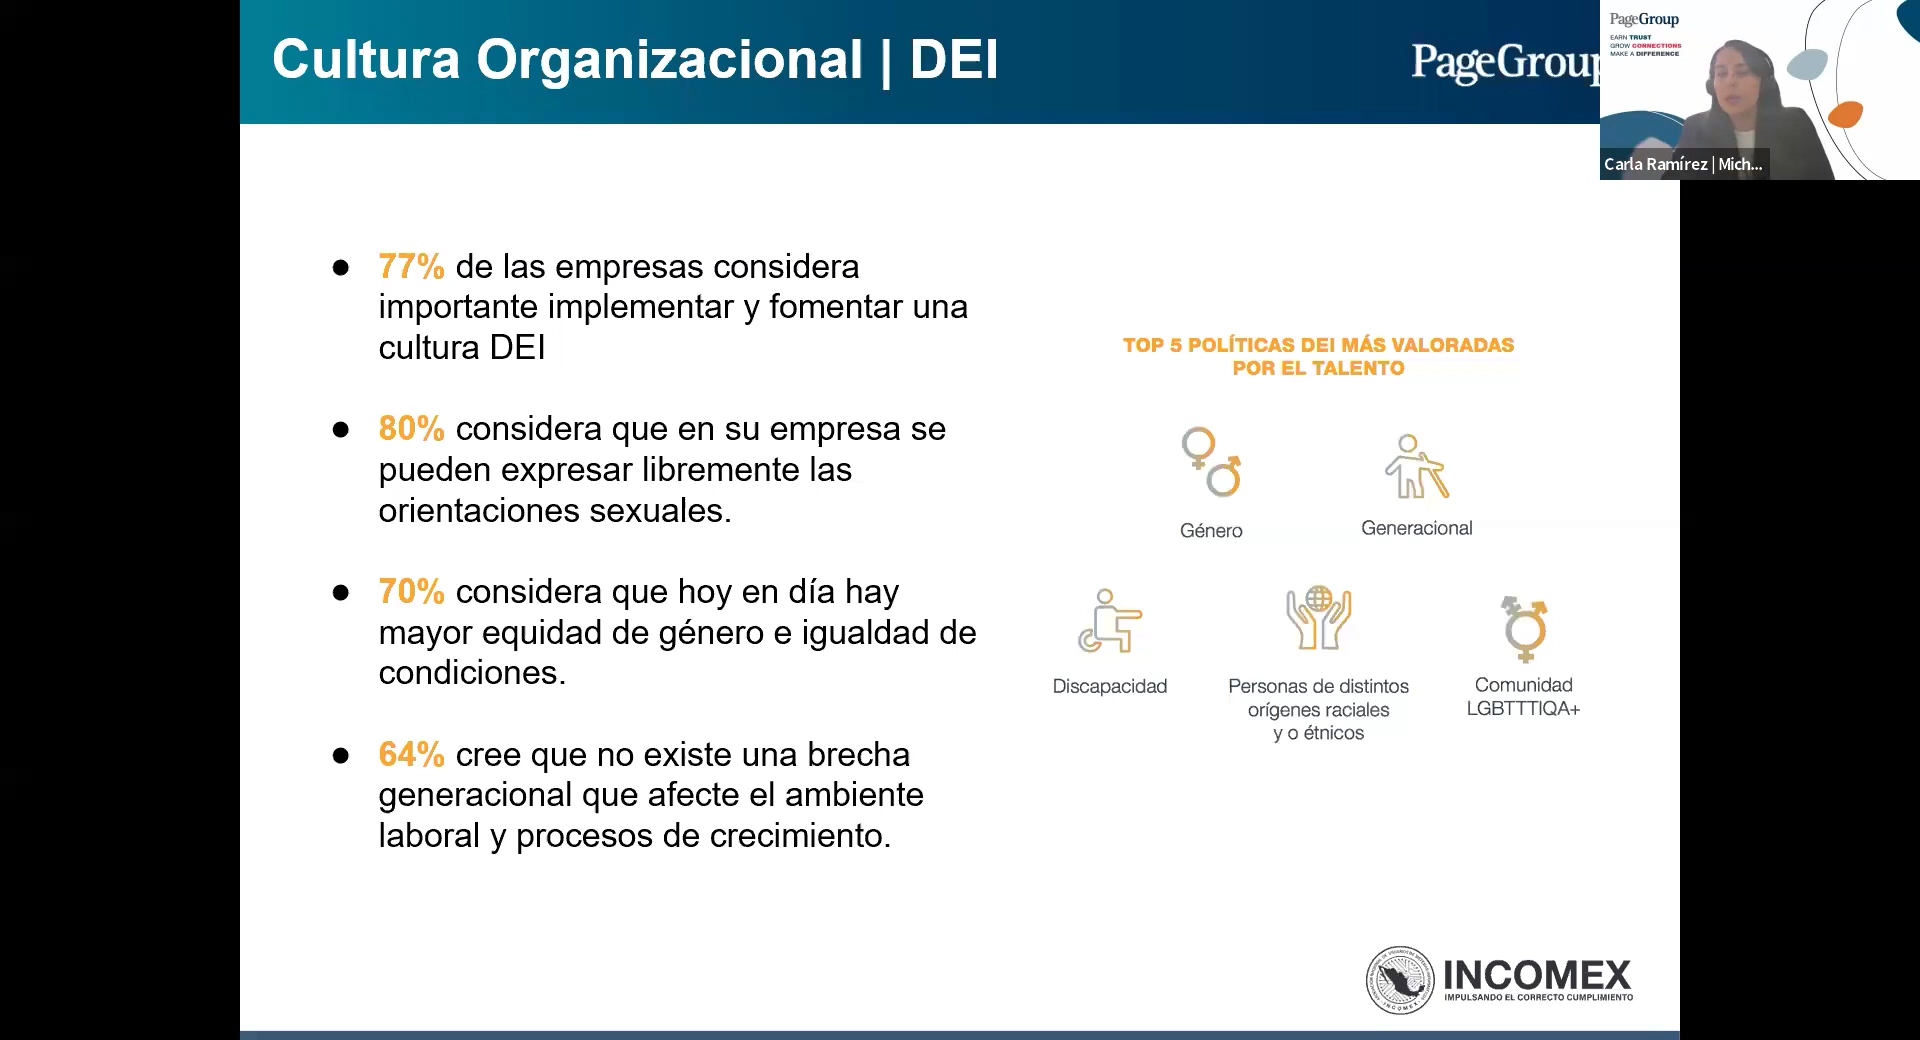 Cultura Organizacional | DEI
PageGroup
PageGroup
EARN TRUST
GROW CONNECTIONS
MAKE A DIFFERENCE
Carla Ramírez | Mich...
● 77% de las empresas considera
importante implementar y fomentar una
cultura DEI
● 80% considera que en su empresa se
pueden expresar libremente las
orientaciones sexuales.
● 70% considera que hoy en día hay
mayor equidad de género e igualdad de
condiciones.
● 64% cree que no existe una brecha
generacional que afecte el ambiente
laboral y procesos de crecimiento.
TOP 5 POLÍTICAS DEI MÁS VALORADAS
POR EL TALENTO
Género
Generacional
Discapacidad
Personas de distintos
orígenes raciales
y o étnicos
Comunidad
LGBTTTIQA+
INCOMEX
IMPULSANDO EL CORRECTO CUMPLIMIENTO